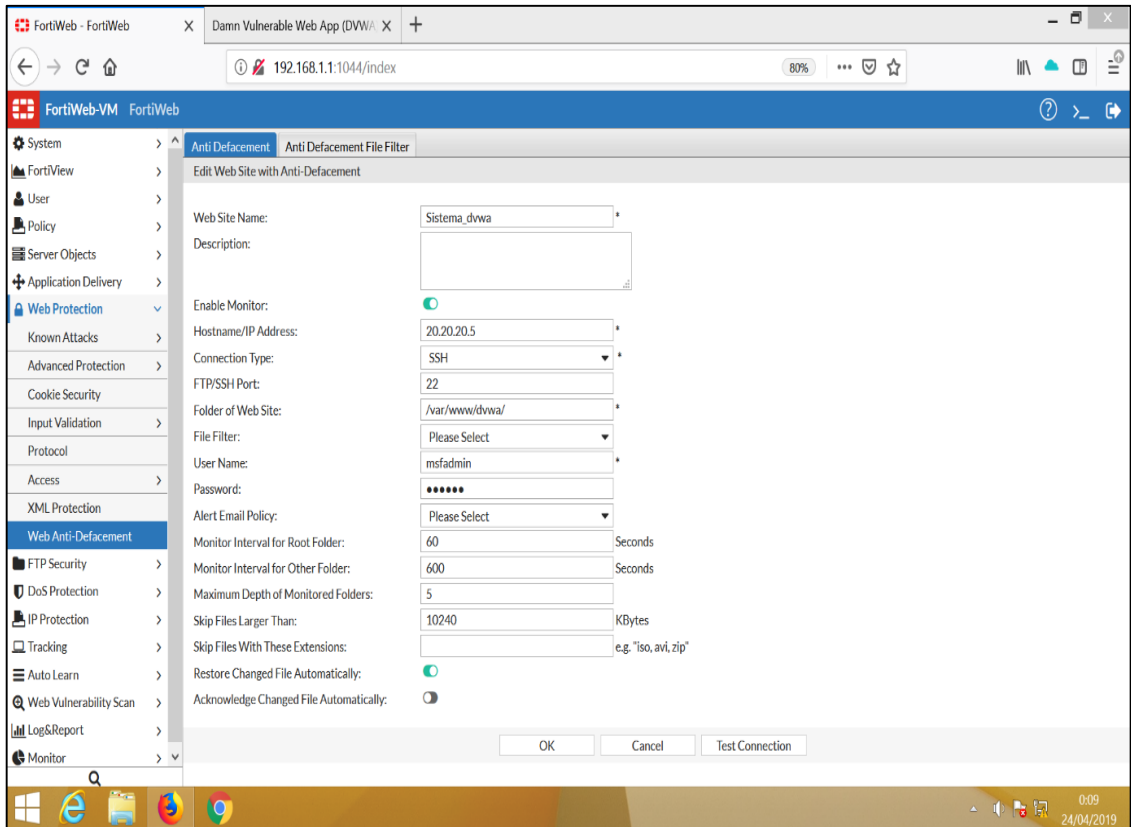 FortiWeb - FortiWeb
Damn Vulnerable Web App (DVWA
192.168.1.1:1044/index
80%
FortiWeb-VM FortiWeb
System
FortiView
User
Policy
Server Objects
Application Delivery
Web Protection
Known Attacks
Advanced Protection
Cookie Security
Input Validation
Protocol
Access
XML Protection
Web Anti-Defacement
FTP Security
DoS Protection
IP Protection
Tracking
Auto Learn
Web Vulnerability Scan
Log&Report
Monitor
Anti Defacement Anti Defacement File Filter
Edit Web Site with Anti-Defacement
Web Site Name: Sistema_dvwa *
Description:
Enable Monitor:
Hostname/IP Address: 20.20.20.5 *
Connection Type: SSH *
FTP/SSH Port: 22
Folder of Web Site: /var/www/dvwa/ *
File Filter: Please Select
User Name: msfadmin *
Password: ••••••
Alert Email Policy: Please Select
Monitor Interval for Root Folder: 60 Seconds
Monitor Interval for Other Folder: 600 Seconds
Maximum Depth of Monitored Folders: 5
Skip Files Larger Than: 10240 KBytes
Skip Files With These Extensions: e.g. "iso, avi, zip"
Restore Changed File Automatically:
Acknowledge Changed File Automatically:
OK Cancel Test Connection
0:09
24/04/2019